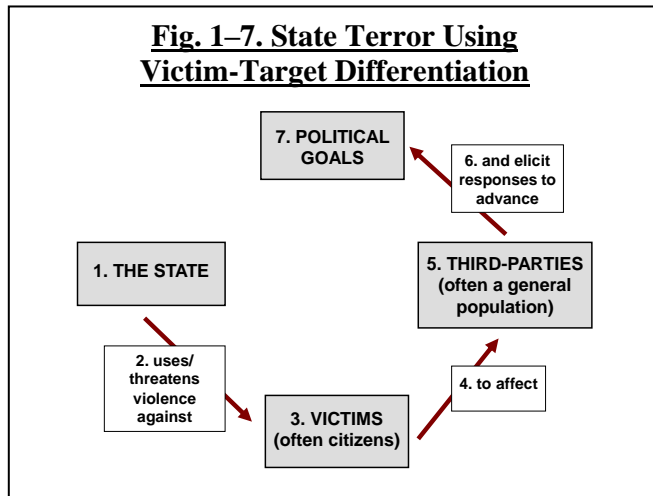 Fig. 1–7. State Terror Using
Victim-Target Differentiation
1. THE STATE
2. uses/
threatens
violence
against
3. VICTIMS
(often citizens)
4. to affect
5. THIRD-PARTIES
(often a general
population)
6. and elicit
responses to
advance
7. POLITICAL
GOALS